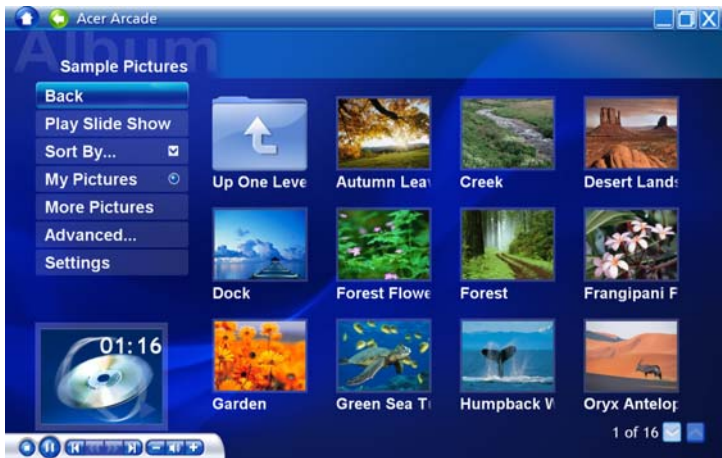 Acer Arcade
Album
Sample Pictures
Back
Play Slide Show
Sort By...
My Pictures
More Pictures
Advanced...
Settings
Up One Leve
Autumn Lea
Creek
Desert Lands
Dock
Forest Flowe
Forest
Frangipani F
Garden
Green Sea T
Humpback W
Oryx Antelop
01:16
1 of 16